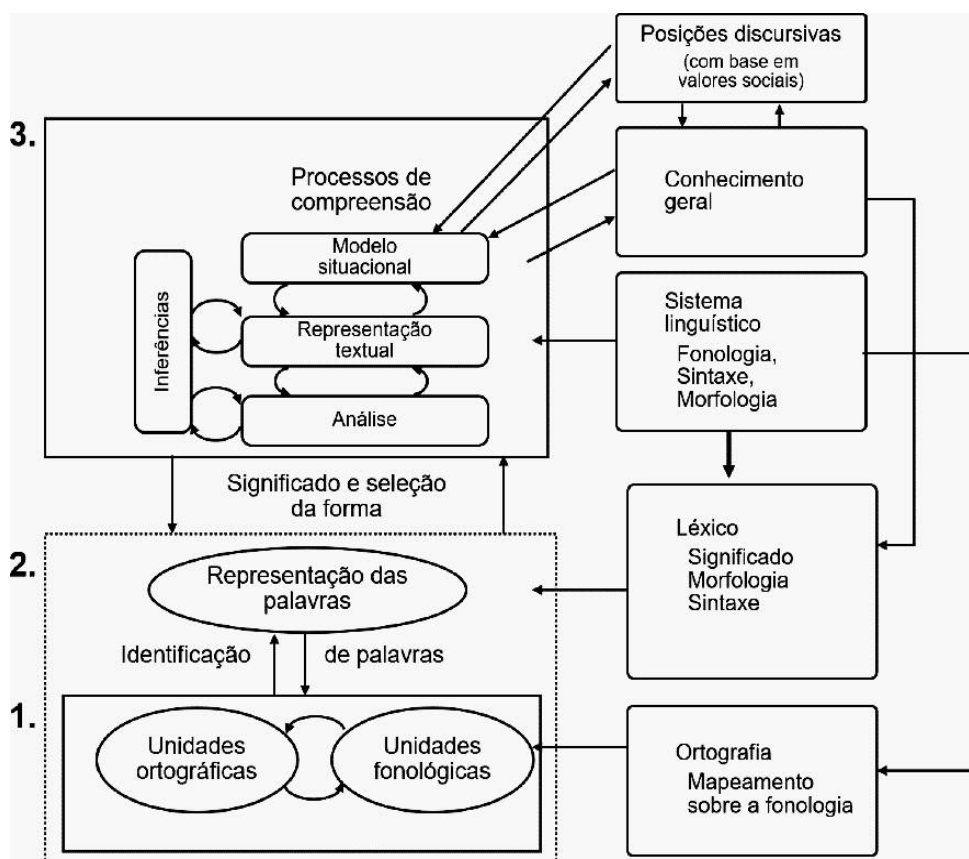 Posições discursivas
(com base em
valores sociais)
3.
Processos de
compreensão
Modelo
situacional
Inferências
Representação
textual
Análise
Conhecimento
geral
Sistema
linguístico
Fonologia,
Sintaxe,
Morfologia
Significado e seleção
da forma
2.
Representação das
palavras
Identificação
de palavras
Léxico
Significado
Morfologia
Sintaxe
1.
Unidades
ortográficas
Unidades
fonológicas
Ortografia
Mapeamento
sobre a fonologia